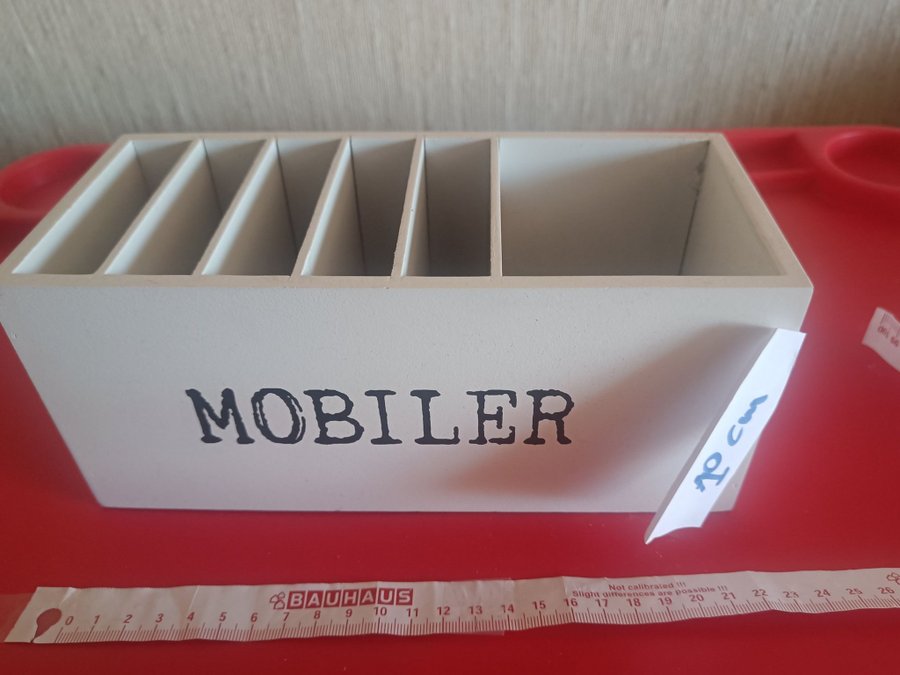 MOBILER
10 cm
BAUHAUS
Not calibrated !!!
Slight differences are possible !!!
0 1 2 3 4 5 6 7 8 9 10 11 12 13 14 15 16 17 18 19 20 21 22 23 24 25 26